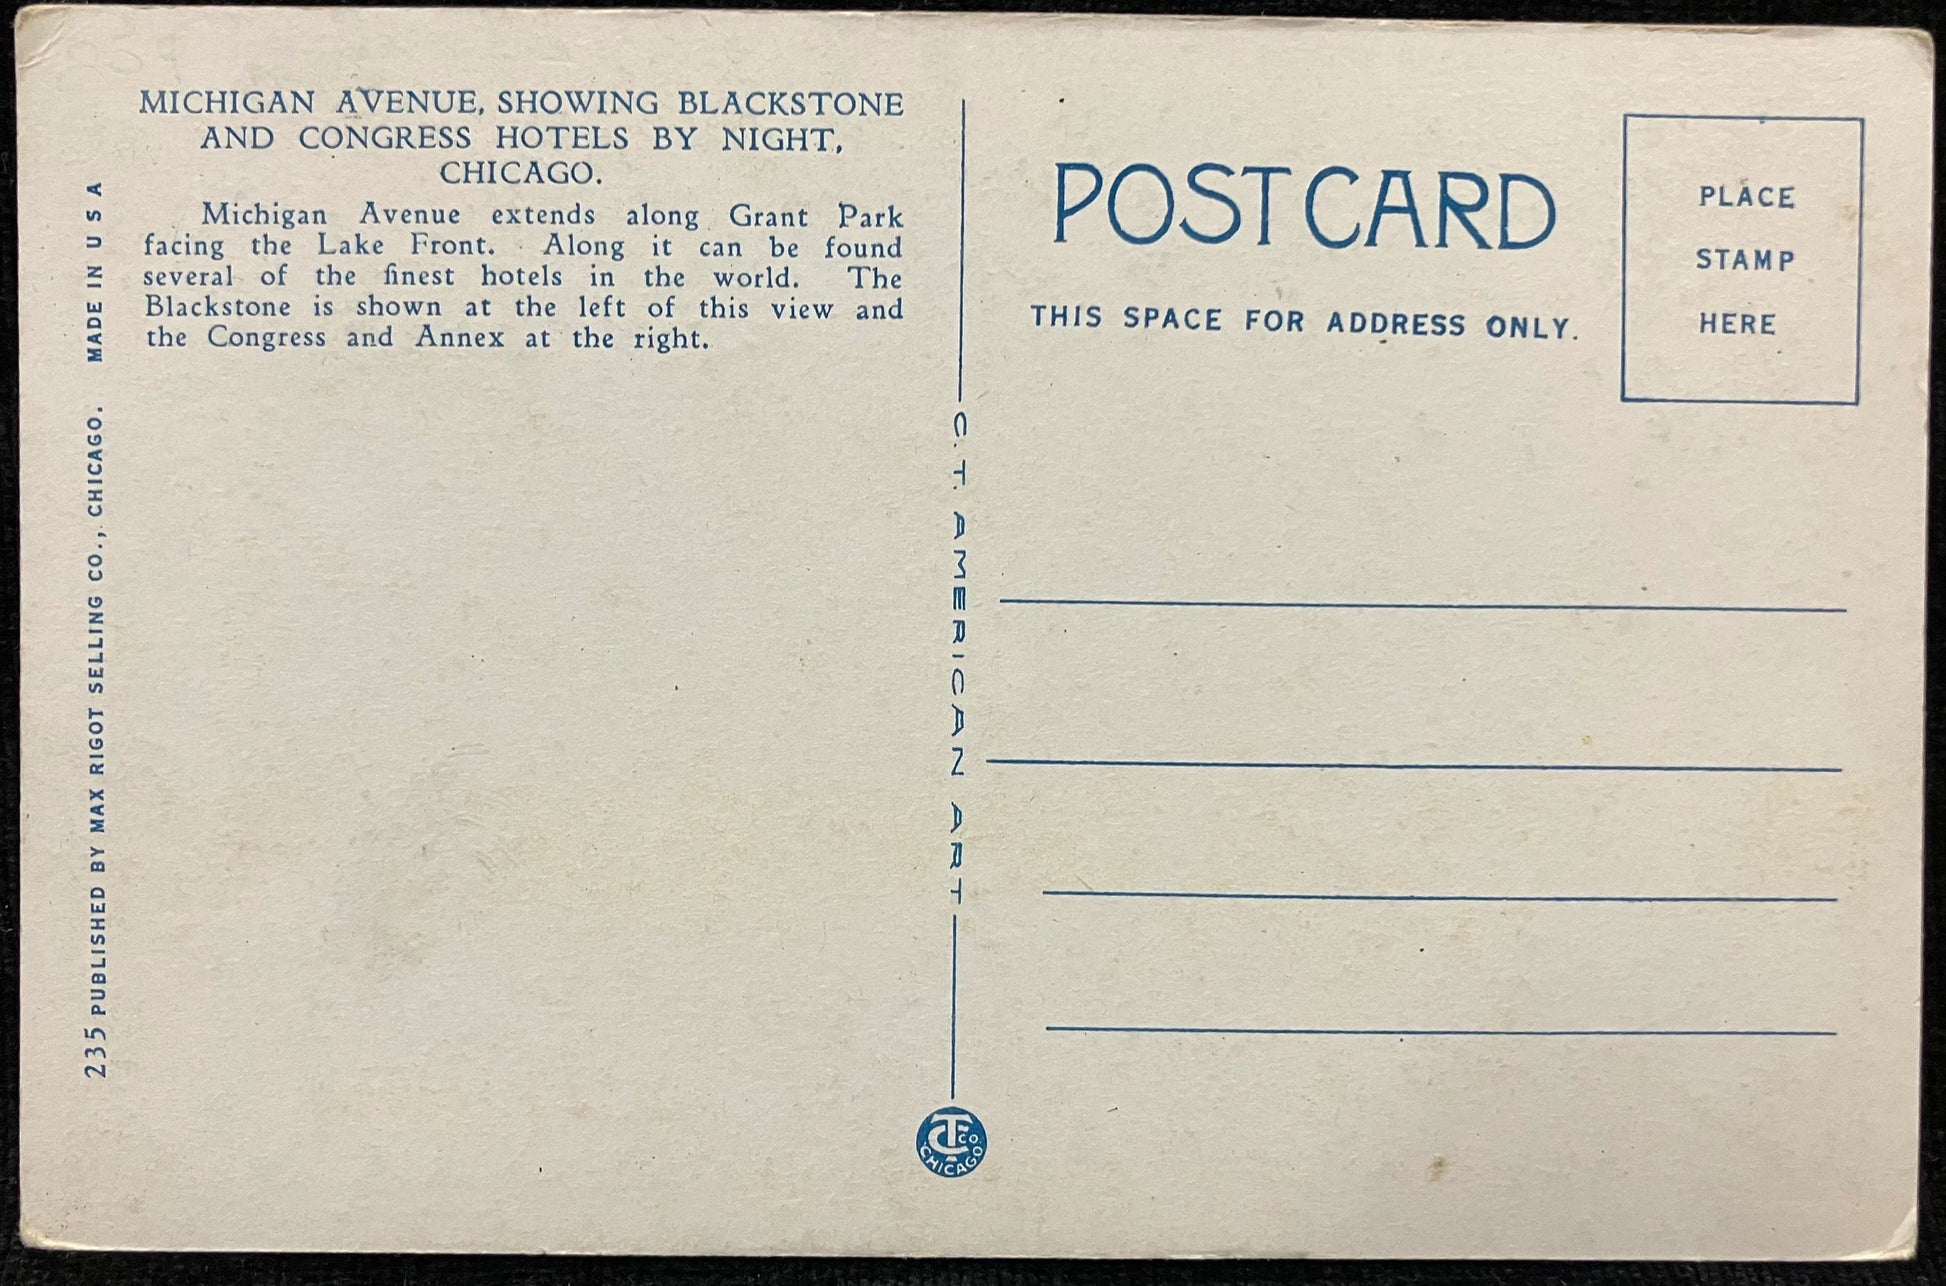 MICHIGAN AVENUE, SHOWING BLACKSTONE
AND CONGRESS HOTELS BY NIGHT,
CHICAGO.
Michigan Avenue extends along Grant Park
facing the Lake Front. Along it can be found
several of the finest hotels in the world. The
Blackstone is shown at the left of this view and
the Congress and Annex at the right.
235 PUBLISHED BY MAX RIGOT SELLING CO., CHICAGO. MADE IN U S A
C. T. AMERICAN ART
CT CO.
CHICAGO
POST CARD
THIS SPACE FOR ADDRESS ONLY.
PLACE
STAMP
HERE